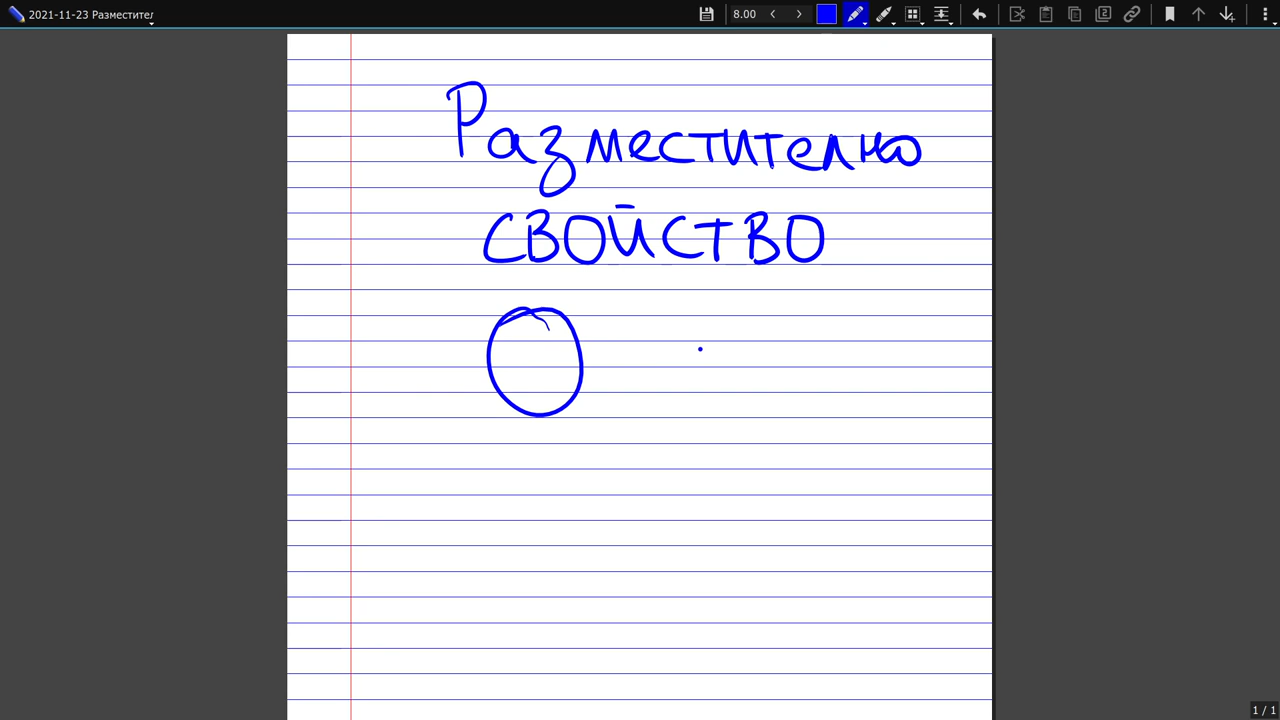 2021-11-23 Разместител
8.00
Разместително
свойство
1 / 1